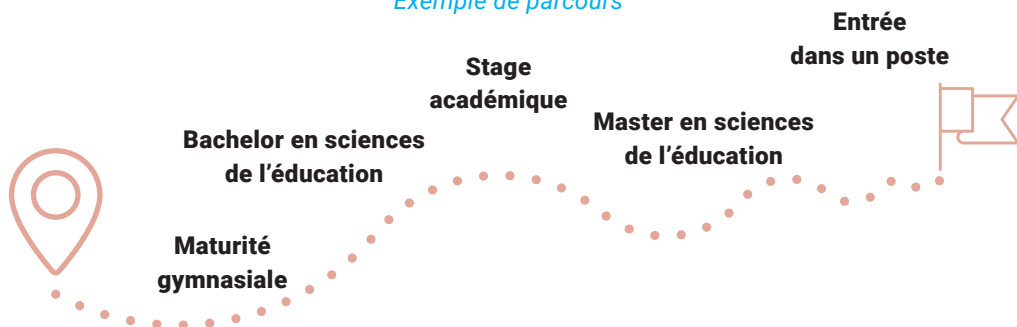 Exemple de parcours
Entrée
dans un poste
Stage
académique
Master en sciences
de l'éducation
Bachelor en sciences
de l'éducation
Maturité
gymnasiale